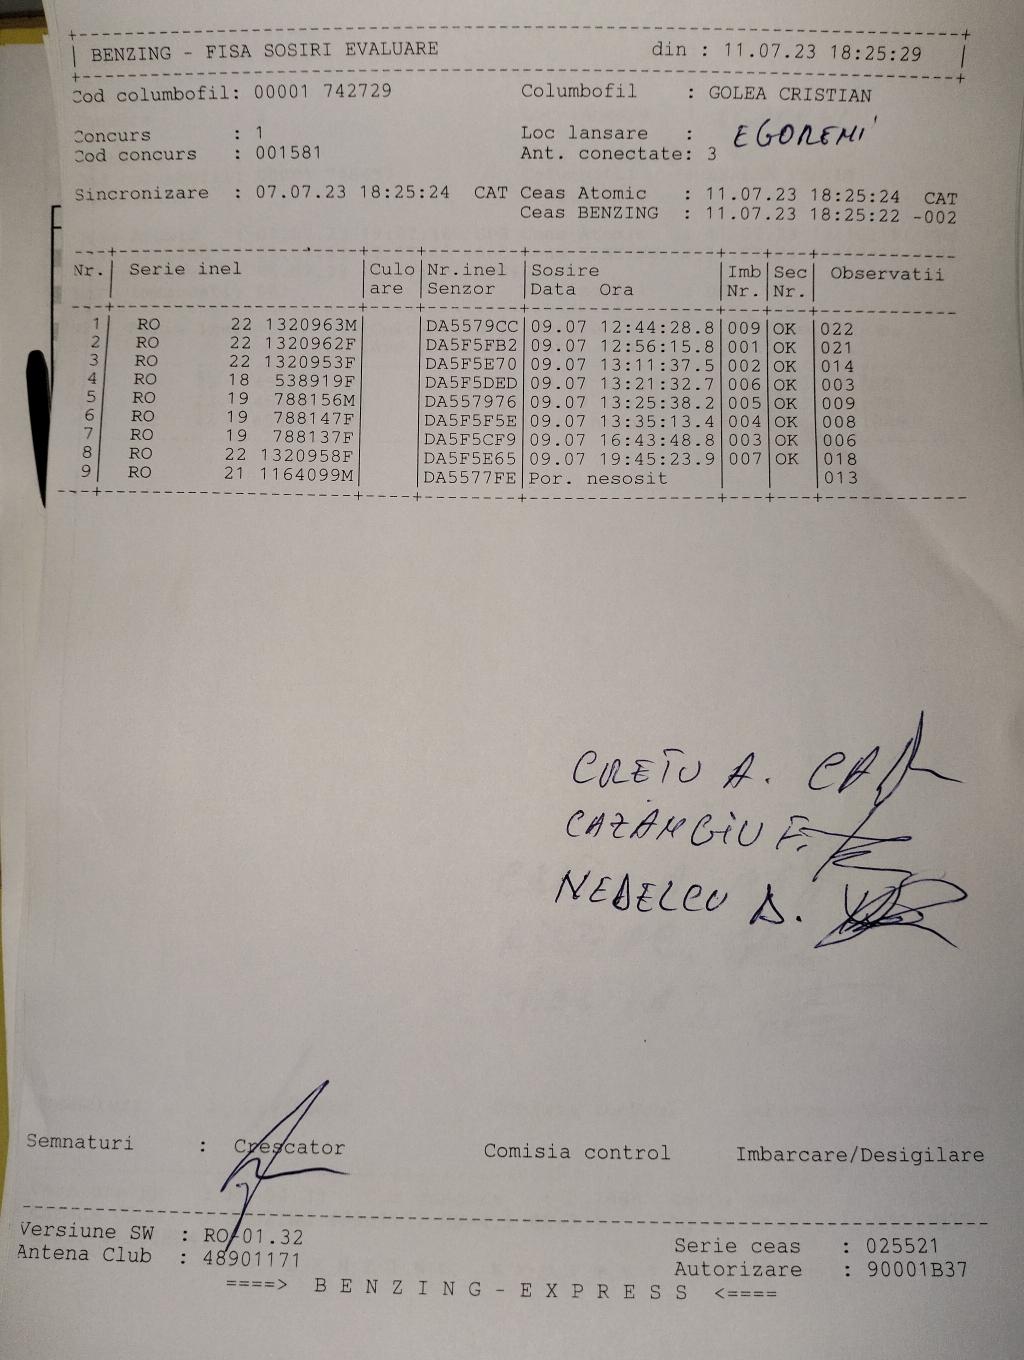 BENZING - FISA SOSIRI EVALUARE din : 11.07.23 18:25:29
Cod columbofil: 00001 742729 Columbofil : GOLEA CRISTIAN
Concurs : 1 Loc lansare : EGOREMI
Cod concurs : 001581 Ant. conectate: 3
Sincronizare : 07.07.23 18:25:24 CAT Ceas Atomic : 11.07.23 18:25:24 CAT
Ceas BENZING : 11.07.23 18:25:22 -002
Nr. Serie inel Culo Nr.inel Sosire Imb Sec Observatii
are Senzor Data Ora Nr. Nr.
1 RO 22 1320963M DA5579CC 09.07 12:44:28.8 009 OK 022
2 RO 22 1320962F DA5F5FB2 09.07 12:56:15.8 001 OK 021
3 RO 22 1320953F DA5F5E70 09.07 13:11:37.5 002 OK 014
4 RO 18 538919F DA5F5DED 09.07 13:21:32.7 006 OK 003
5 RO 19 788156M DA557976 09.07 13:25:38.2 005 OK 009
6 RO 19 788147F DA5F5F5E 09.07 13:35:13.4 004 OK 008
7 RO 19 788137F DA5F5CF9 09.07 16:43:48.8 003 OK 006
8 RO 22 1320958F DA5F5E65 09.07 19:45:23.9 007 OK 018
9 RO 21 1164099M DA5577FE Por. nesosit 013
CRETU A.
CAZANGIU F.
NEDELCU D.
Semnaturi : Crescator Comisia control Imbarcare/Desigilare
Versiune SW : RO/01.32 Serie ceas : 025521
Antena Club : 48901171 Autorizare : 90001B37
====> BENZING-EXPRESS <====